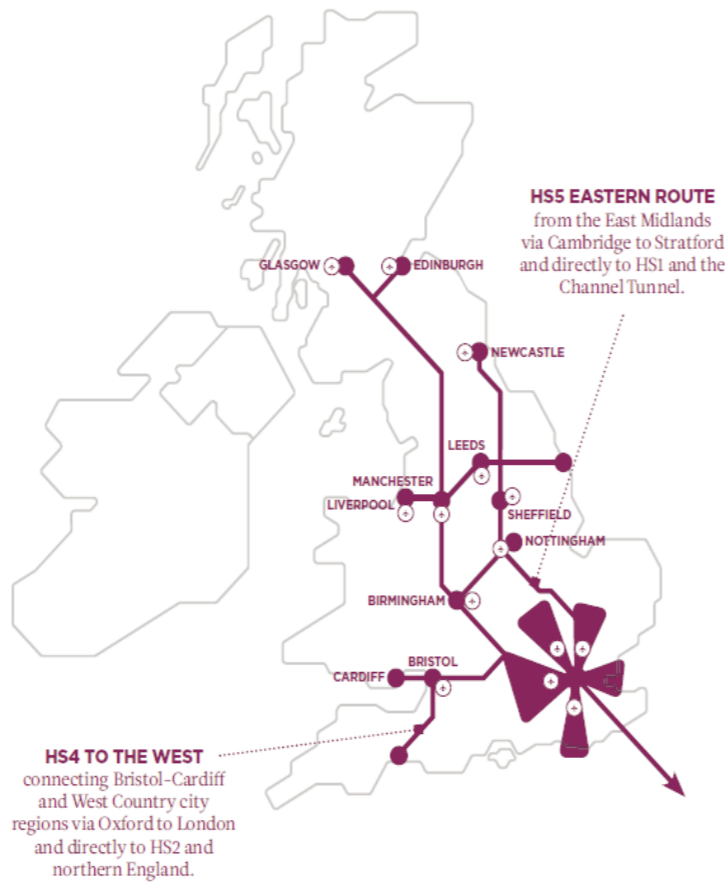 HS5 EASTERN ROUTE
from the East Midlands
via Cambridge to Stratford
and directly to HS1 and the
Channel Tunnel.
GLASGOW
EDINBURGH
NEWCASTLE
LEEDS
MANCHESTER
LIVERPOOL
SHEFFIELD
NOTTINGHAM
BIRMINGHAM
BRISTOL
CARDIFF
HS4 TO THE WEST
connecting Bristol–Cardiff
and West Country city
regions via Oxford to London
and directly to HS2 and
northern England.